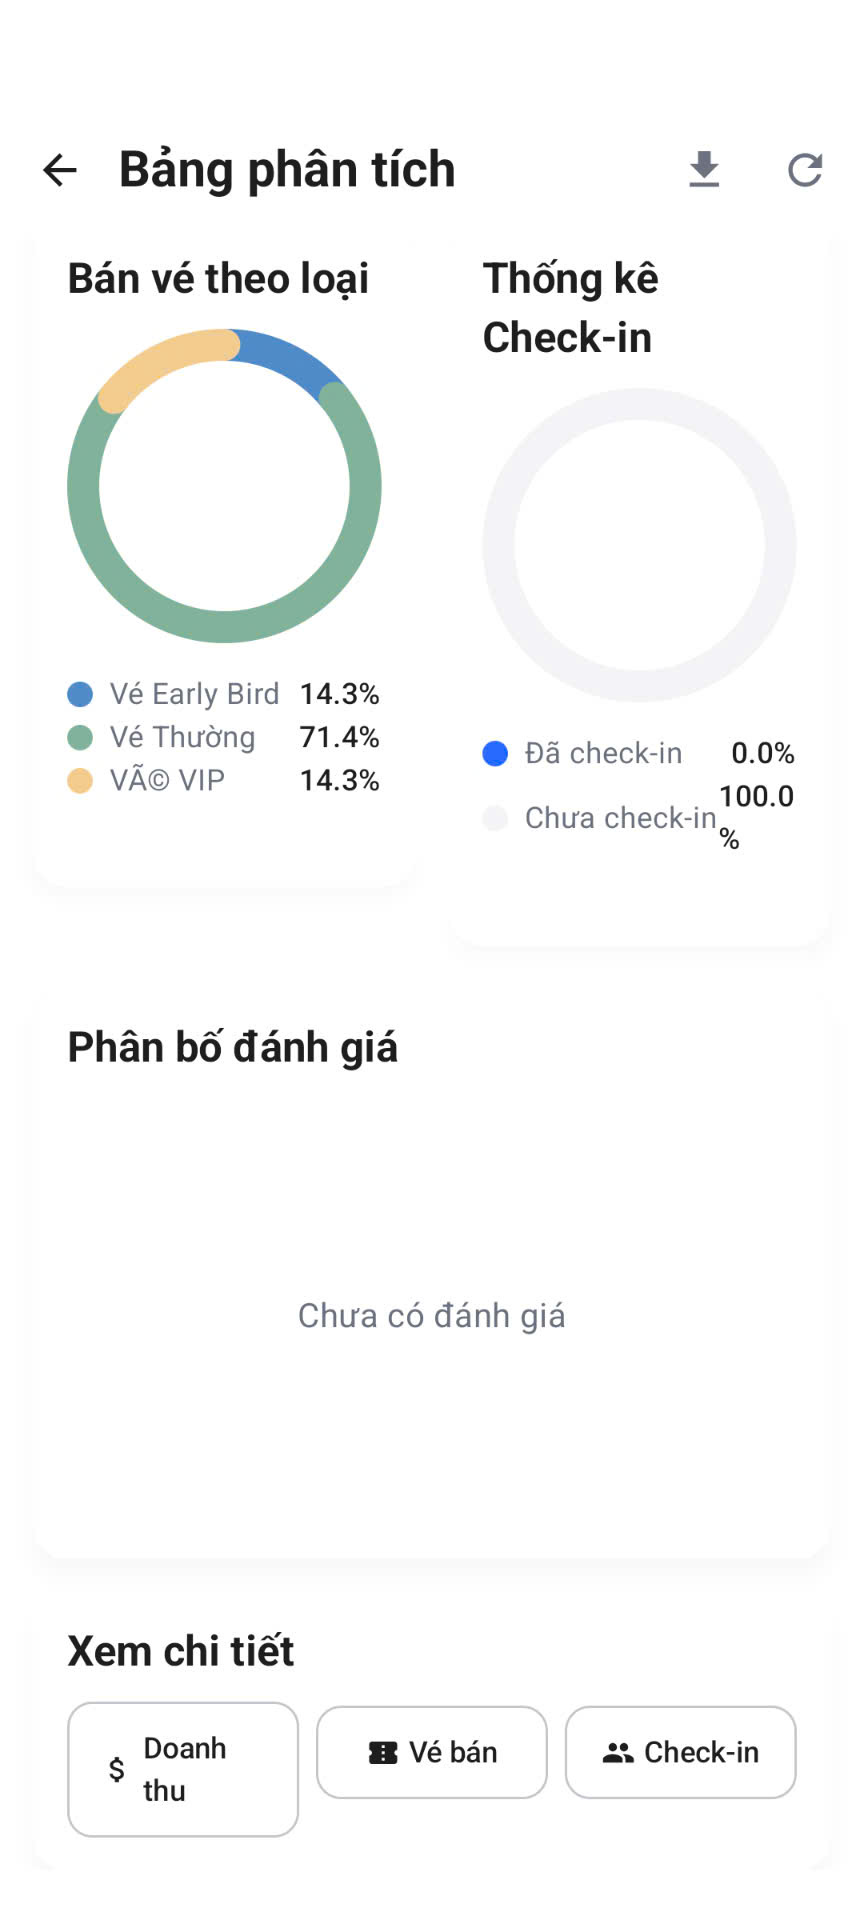 Bảng phân tích
Bán vé theo loại
Vé Early Bird 14.3%
Vé Thường 71.4%
VÃ© VIP 14.3%
Thống kê
Check-in
Đã check-in 0.0%
Chưa check-in 100.0
%
Phân bố đánh giá
Chưa có đánh giá
Xem chi tiết
$ Doanh
thu
Vé bán
Check-in